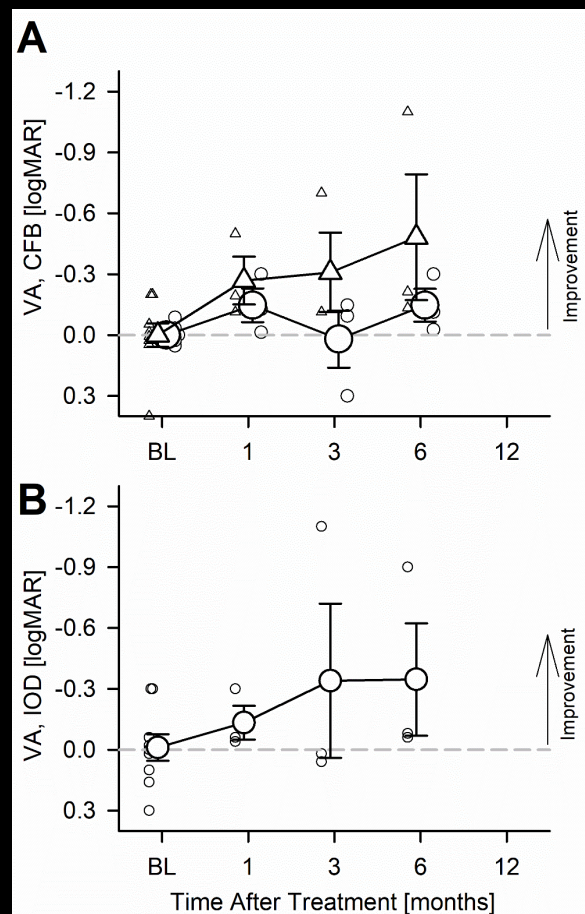 A
VA, CFB [logMAR]
-1.2
-0.9
-0.6
-0.3
0.0
0.3
Improvement
BL 1 3 6 12
B
VA, IOD [logMAR]
-1.2
-0.9
-0.6
-0.3
0.0
0.3
Improvement
BL 1 3 6 12
Time After Treatment [months]